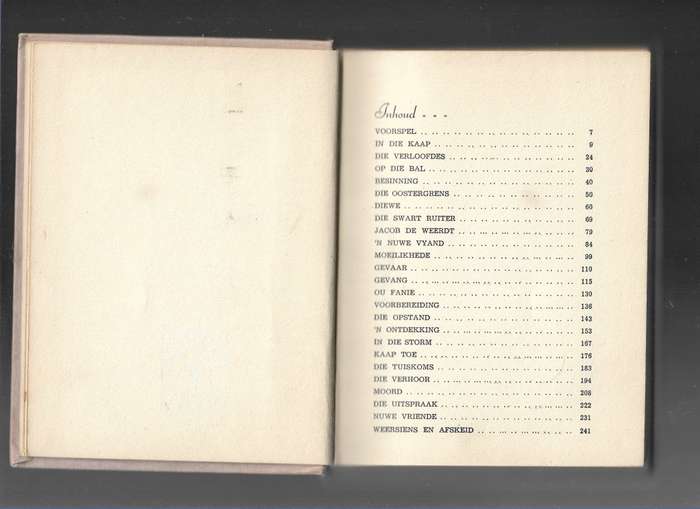 Inhoud . . .
VOORSPEL .. .. .. .. .. .. .. .. .. .. .. .. .. 7
IN DIE KAAP .. .. .. .. .. .. .. .. .. .. .. 9
DIE VERLOOFDES .. .. .. .. .. .. .. .. .. .. 24
OP DIE BAL .. .. .. .. .. .. .. .. .. .. .. .. 30
BESINNING .. .. .. .. .. .. .. .. .. .. .. .. 40
DIE OOSTERGRENS .. .. .. .. .. .. .. .. .. .. 56
DIEWE .. .. .. .. .. .. .. .. .. .. .. .. .. .. 66
DIE SWART RUITER .. .. .. .. .. .. .. .. .. .. 69
JACOB DE WEERDT .. .. .. .. .. .. .. .. .. .. 79
'N NUWE VYAND .. .. .. .. .. .. .. .. .. .. .. 84
MOEILIKHEDE .. .. .. .. .. .. .. .. .. .. .. .. 99
GEVAAR .. .. .. .. .. .. .. .. .. .. .. .. .. 110
GEVANG .. .. .. .. .. .. .. .. .. .. .. .. .. 115
OU FANIE .. .. .. .. .. .. .. .. .. .. .. .. .. 130
VOORBEREIDING .. .. .. .. .. .. .. .. .. .. .. 136
DIE OPSTAND .. .. .. .. .. .. .. .. .. .. .. .. 143
'N ONTDEKKING .. .. .. .. .. .. .. .. .. .. .. 153
IN DIE STORM .. .. .. .. .. .. .. .. .. .. .. 167
KAAP TOE .. .. .. .. .. .. .. .. .. .. .. .. .. 176
DIE TUISKOMS .. .. .. .. .. .. .. .. .. .. .. 183
DIE VERHOOR .. .. .. .. .. .. .. .. .. .. .. .. 194
MOORD .. .. .. .. .. .. .. .. .. .. .. .. .. .. 208
DIE UITSPRAAK .. .. .. .. .. .. .. .. .. .. .. 222
NUWE VRIENDE .. .. .. .. .. .. .. .. .. .. .. 231
WEERSIENS EN AFSKEID .. .. .. .. .. .. .. .. 241